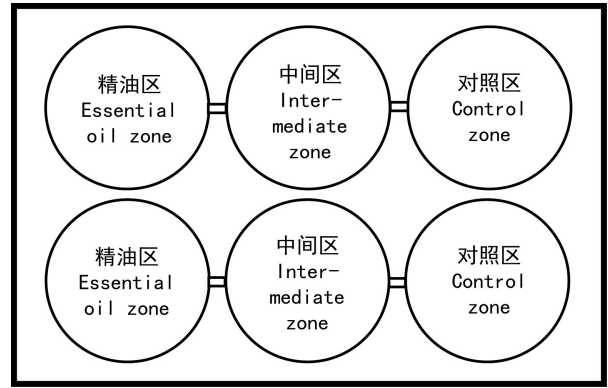 精油区
Essential
oil zone
中间区
Inter-
mediate
zone
对照区
Control
zone
精油区
Essential
oil zone
中间区
Inter-
mediate
zone
对照区
Control
zone